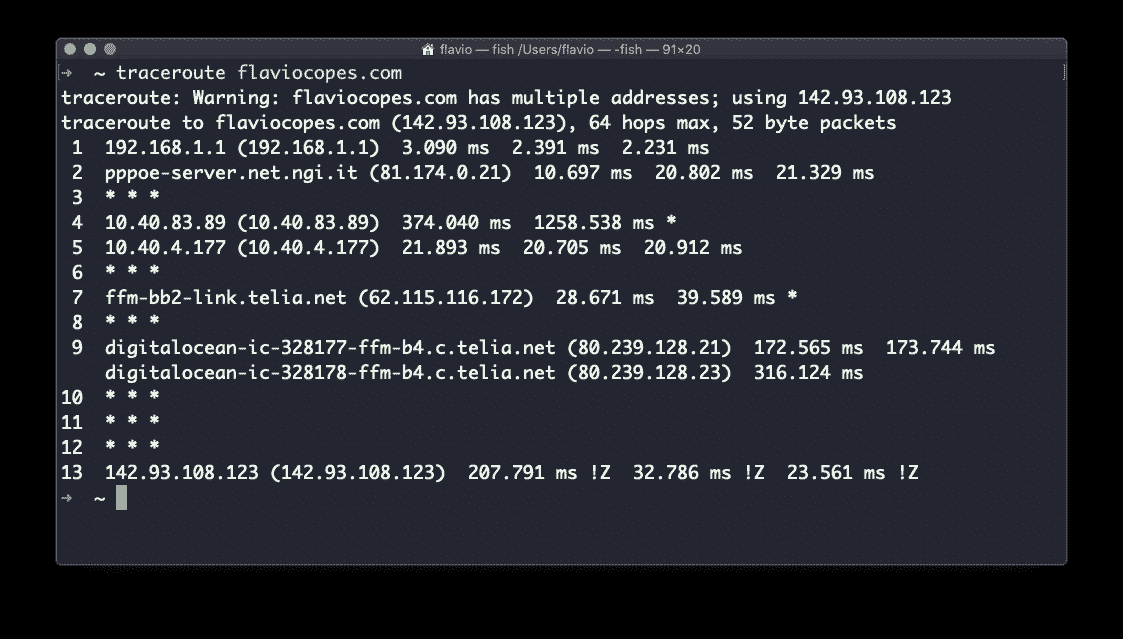 flavio — fish /Users/flavio — -fish — 91×20
[→ ~ traceroute flaviocopes.com ]
traceroute: Warning: flaviocopes.com has multiple addresses; using 142.93.108.123
traceroute to flaviocopes.com (142.93.108.123), 64 hops max, 52 byte packets
1 192.168.1.1 (192.168.1.1) 3.090 ms 2.391 ms 2.231 ms
2 pppoe-server.net.ngi.it (81.174.0.21) 10.697 ms 20.802 ms 21.329 ms
3 * * *
4 10.40.83.89 (10.40.83.89) 374.040 ms 1258.538 ms *
5 10.40.4.177 (10.40.4.177) 21.893 ms 20.705 ms 20.912 ms
6 * * *
7 ffm-bb2-link.telia.net (62.115.116.172) 28.671 ms 39.589 ms *
8 * * *
9 digitalocean-ic-328177-ffm-b4.c.telia.net (80.239.128.21) 172.565 ms 173.744 ms
digitalocean-ic-328178-ffm-b4.c.telia.net (80.239.128.23) 316.124 ms
10 * * *
11 * * *
12 * * *
13 142.93.108.123 (142.93.108.123) 207.791 ms !Z 32.786 ms !Z 23.561 ms !Z
→ ~